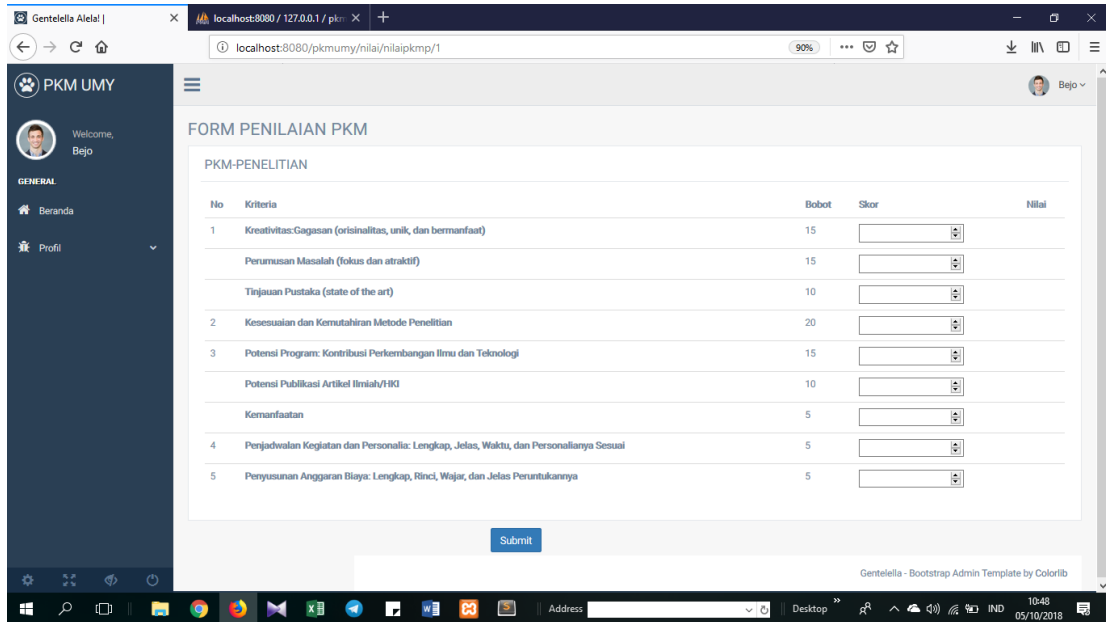 Gentelella Alela! |
localhost:8080 / 127.0.0.1 / pkm
localhost:8080/pkmumy/nilai/nilaipkmp/1
90%
PKM UMY
Bejo
Welcome,
Bejo
GENERAL
Beranda
Profil
FORM PENILAIAN PKM
PKM-PENELITIAN
No Kriteria Bobot Skor Nilai
1 Kreativitas:Gagasan (orisinalitas, unik, dan bermanfaat) 15
Perumusan Masalah (fokus dan atraktif) 15
Tinjauan Pustaka (state of the art) 10
2 Kesesuaian dan Kemutahiran Metode Penelitian 20
3 Potensi Program: Kontribusi Perkembangan Ilmu dan Teknologi 15
Potensi Publikasi Artikel Ilmiah/HKI 10
Kemanfaatan 5
4 Penjadwalan Kegiatan dan Personalia: Lengkap, Jelas, Waktu, dan Personalianya Sesuai 5
5 Penyusunan Anggaran Biaya: Lengkap, Rinci, Wajar, dan Jelas Peruntukannya 5
Submit
Gentelella - Bootstrap Admin Template by Colorlib
Address
Desktop
IND
10:48
05/10/2018